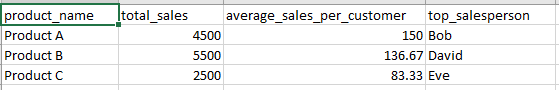 product_name total_sales average_sales_per_customer top_salesperson
Product A 4500 150 Bob
Product B 5500 136.67 David
Product C 2500 83.33 Eve